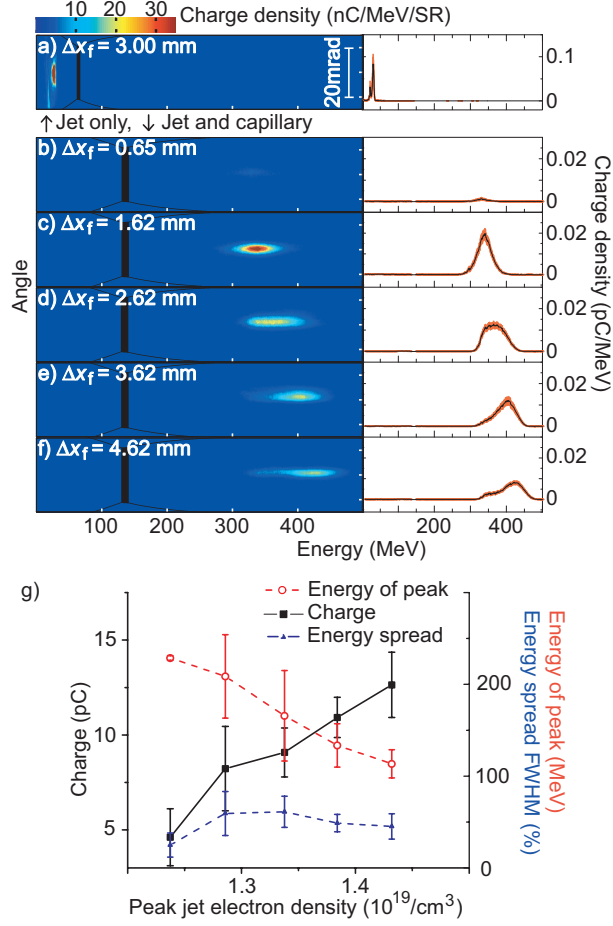 10 20 30 Charge density (nC/MeV/SR)
a) Δx_f = 3.00 mm
20mrad
0.1
0
↑Jet only, ↓ Jet and capillary
b) Δx_f = 0.65 mm
0.02
0
c) Δx_f = 1.62 mm
0.02
0
d) Δx_f = 2.62 mm
0.02
0
e) Δx_f = 3.62 mm
0.02
0
f) Δx_f = 4.62 mm
0.02
0
Angle
Charge density (pC/MeV)
100 200 300 400 200 400
Energy (MeV)
g)
Energy of peak
Charge
Energy spread
15
10
5
Charge (pC)
200
100
0
Energy of peak (MeV)
Energy spread FWHM (%)
1.3 1.4
Peak jet electron density (10^19/cm^3)